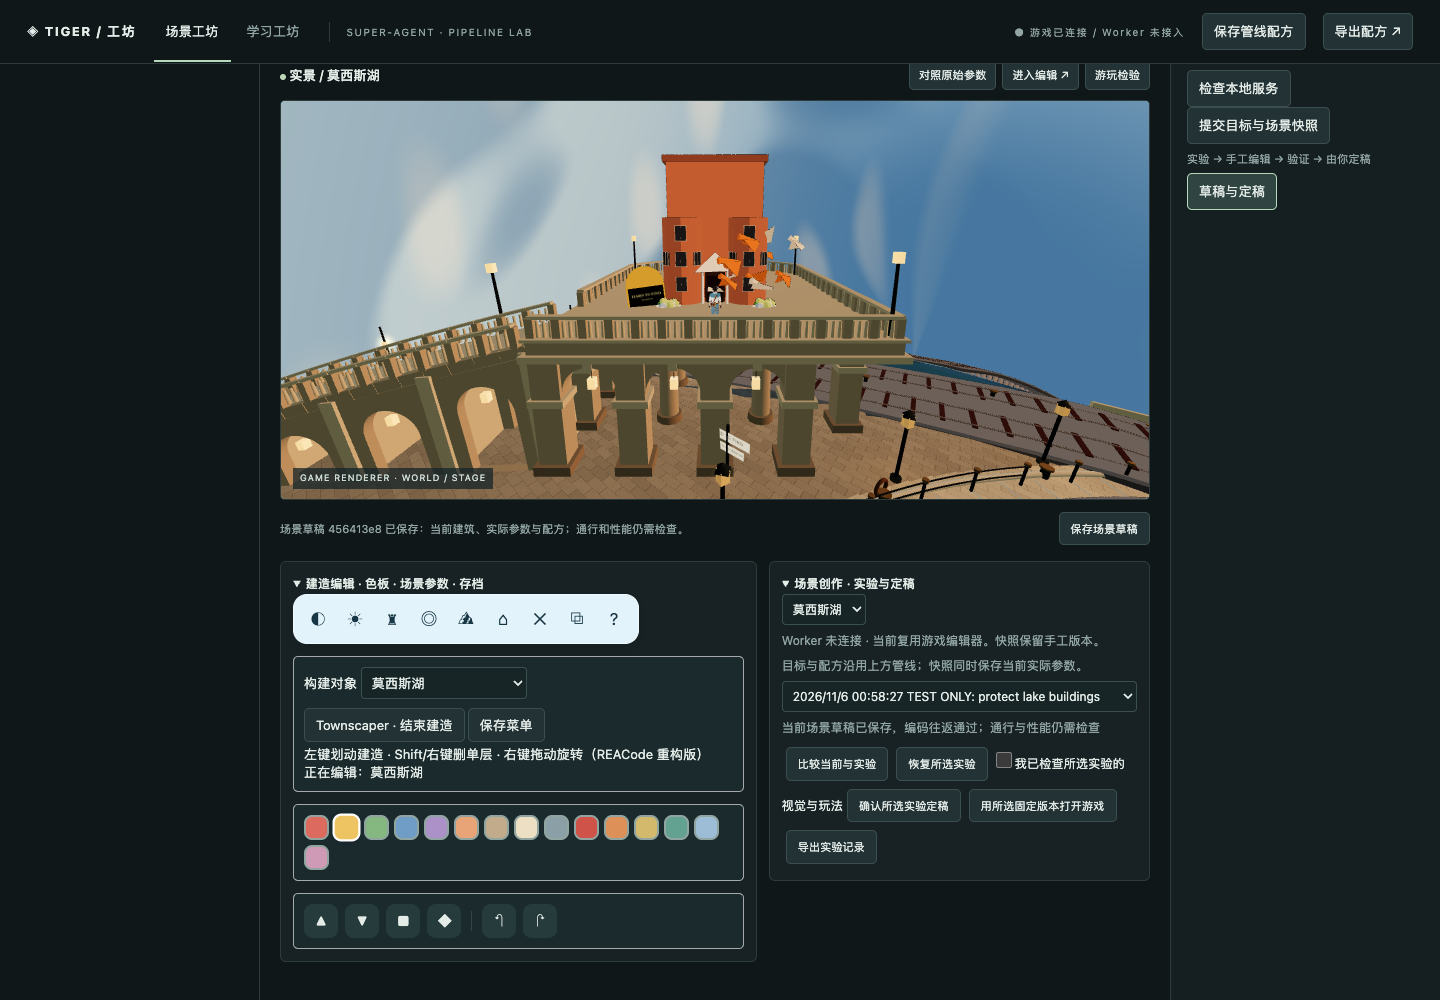 ◈ TIGER / 工坊
场景工坊
学习工坊
SUPER-AGENT · PIPELINE LAB
游戏已连接 / Worker 未接入
保存管线配方
导出配方 ↗
实景 / 莫西斯湖
对照原始参数
进入编辑 ↗
游玩检验
检查本地服务
提交目标与场景快照
实验 → 手工编辑 → 验证 → 由你定稿
草稿与定稿
GAME RENDERER · WORLD / STAGE
场景草稿 456413e8 已保存：当前建筑、实际参数与配方；通行和性能仍需检查。
保存场景草稿
▼ 建造编辑 · 色板 · 场景参数 · 存档
?
构建对象
莫西斯湖
Townscaper · 结束建造
保存菜单
左键划动建造 · Shift/右键删单层 · 右键拖动旋转（REACode 重构版）
正在编辑：莫西斯湖
▼ 场景创作 · 实验与定稿
莫西斯湖
Worker 未连接 · 当前复用游戏编辑器。快照保留手工版本。
目标与配方沿用上方管线；快照同时保存当前实际参数。
2026/11/6 00:58:27 TEST ONLY: protect lake buildings
当前场景草稿已保存，编码往返通过；通行与性能仍需检查
比较当前与实验
恢复所选实验
我已检查所选实验的
视觉与玩法
确认所选实验定稿
用所选固定版本打开游戏
导出实验记录